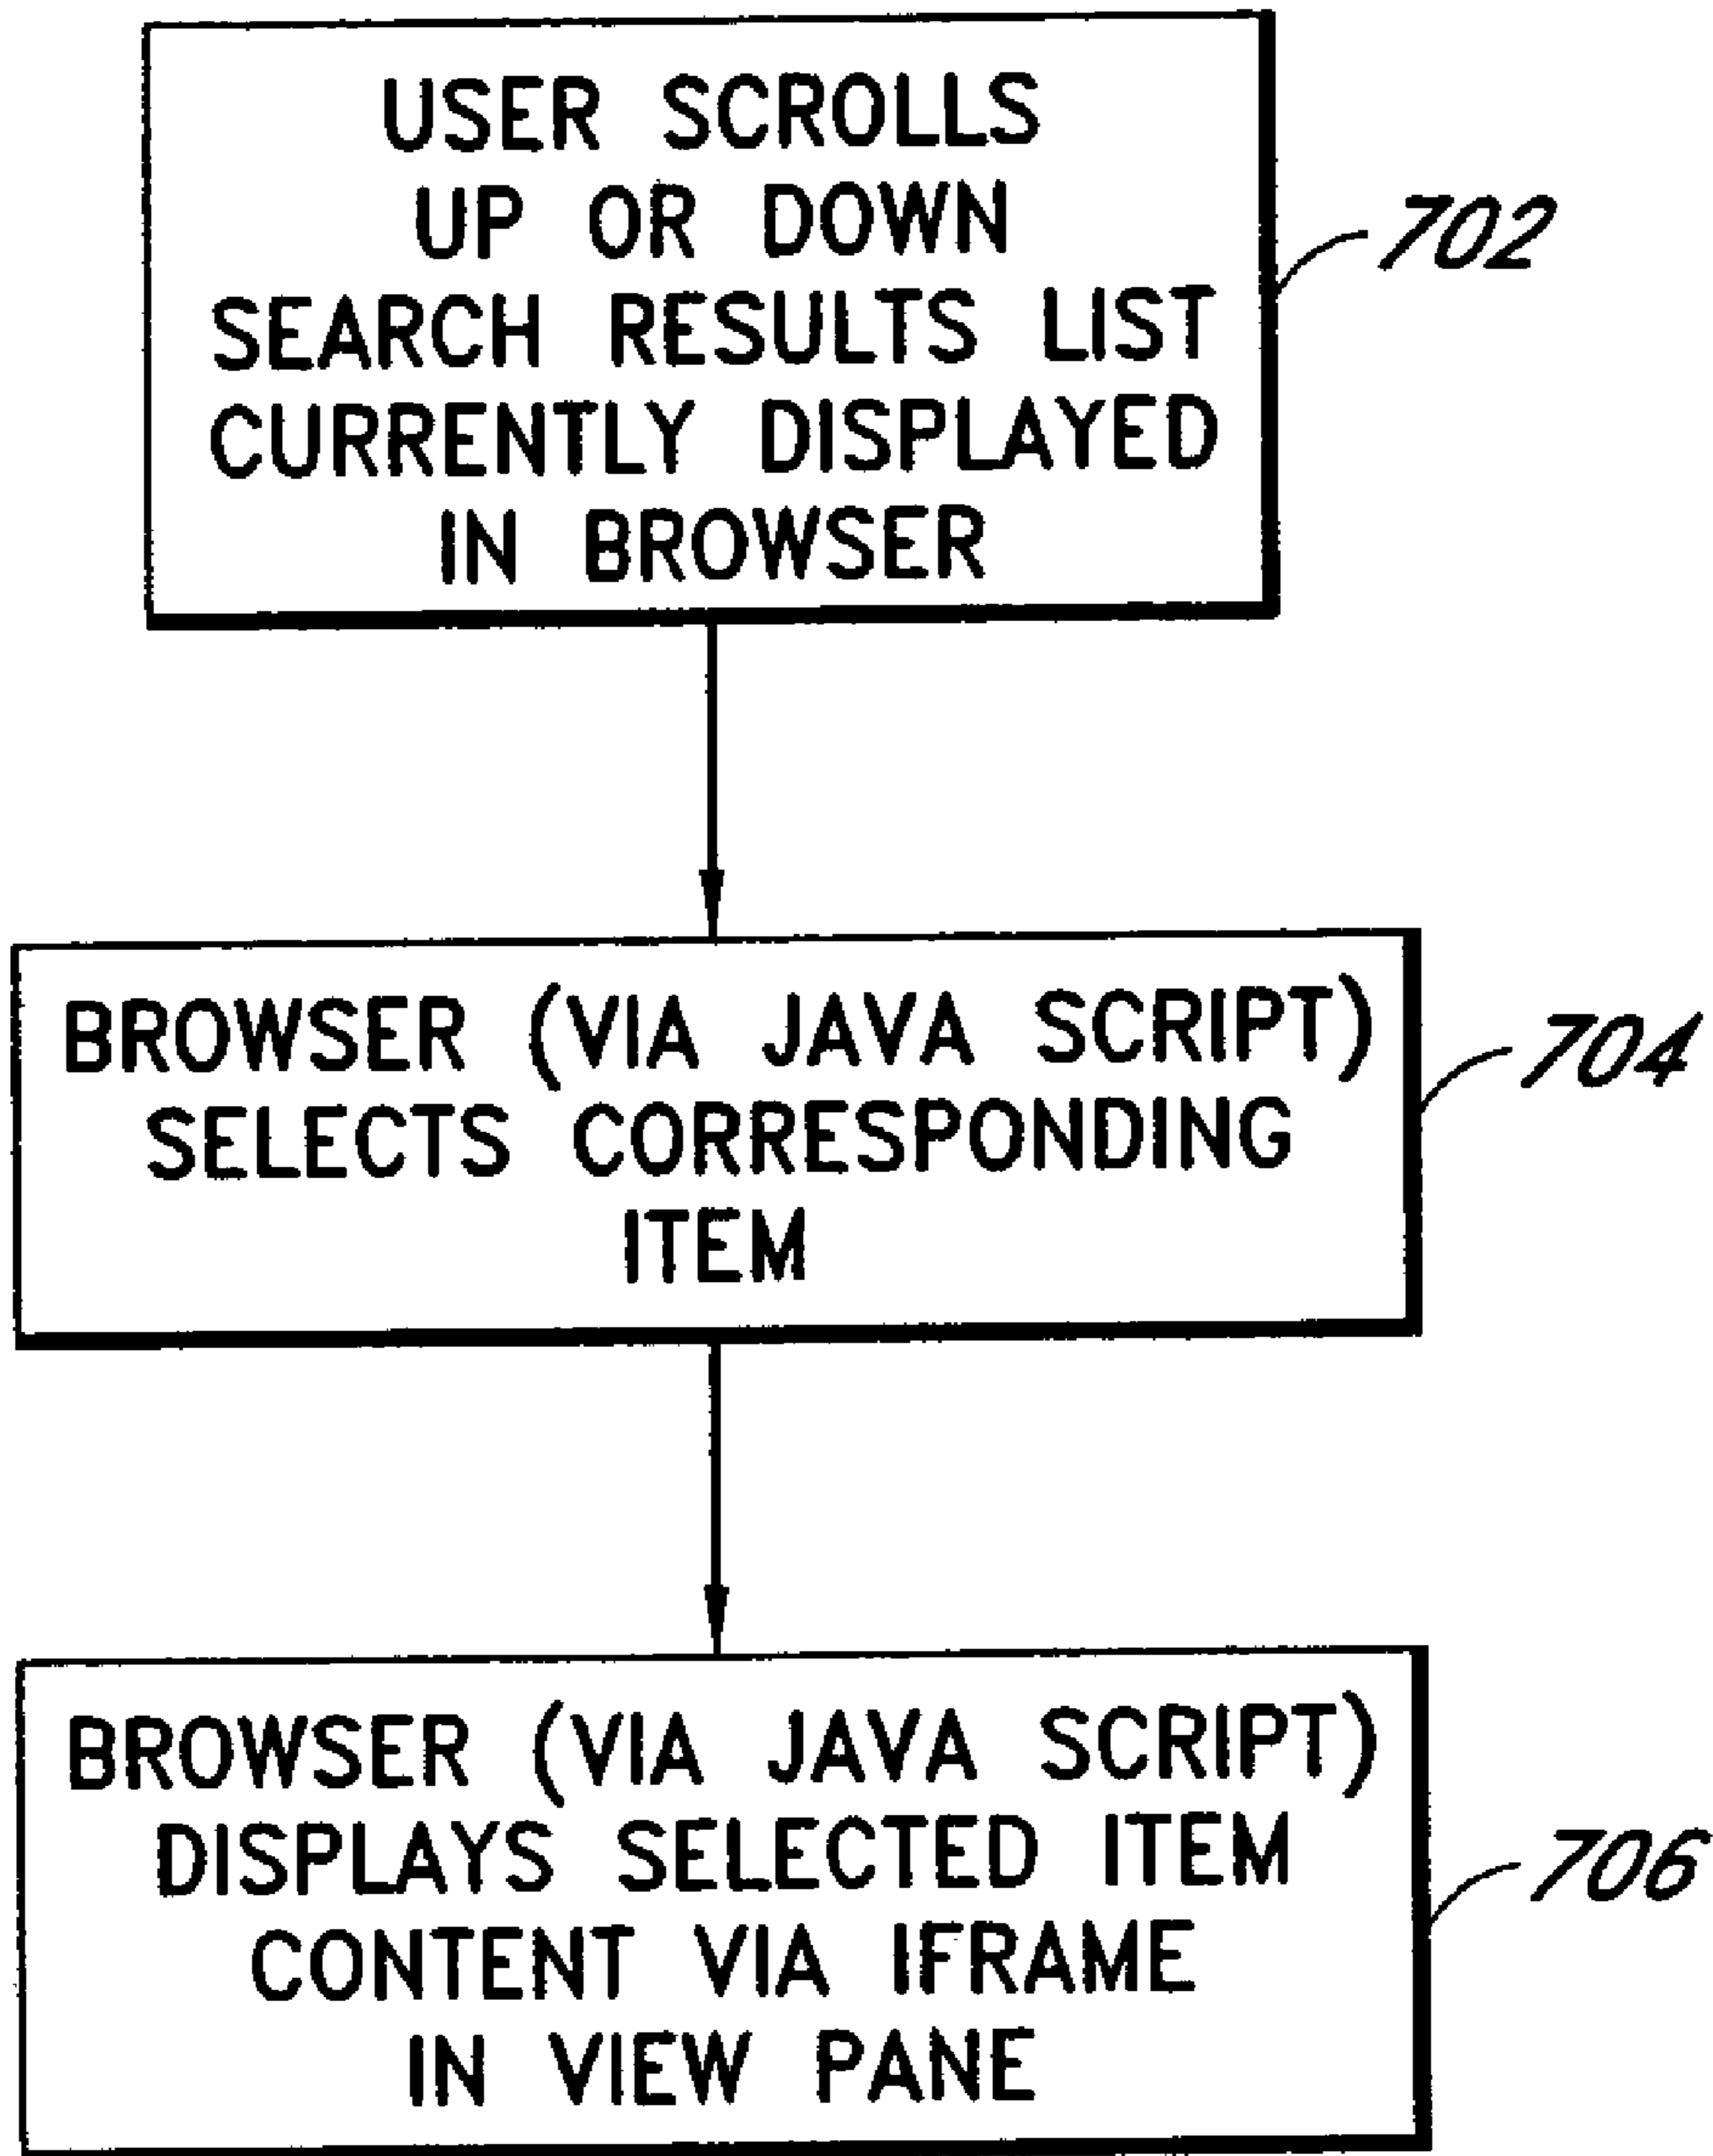 USER SCROLLS
UP OR DOWN
SEARCH RESULTS LIST
CURRENTLY DISPLAYED
IN BROWSER
702
BROWSER (VIA JAVA SCRIPT)
SELECTS CORRESPONDING
ITEM
704
BROWSER (VIA JAVA SCRIPT)
DISPLAYS SELECTED ITEM
CONTENT VIA IFRAME
IN VIEW PANE
706